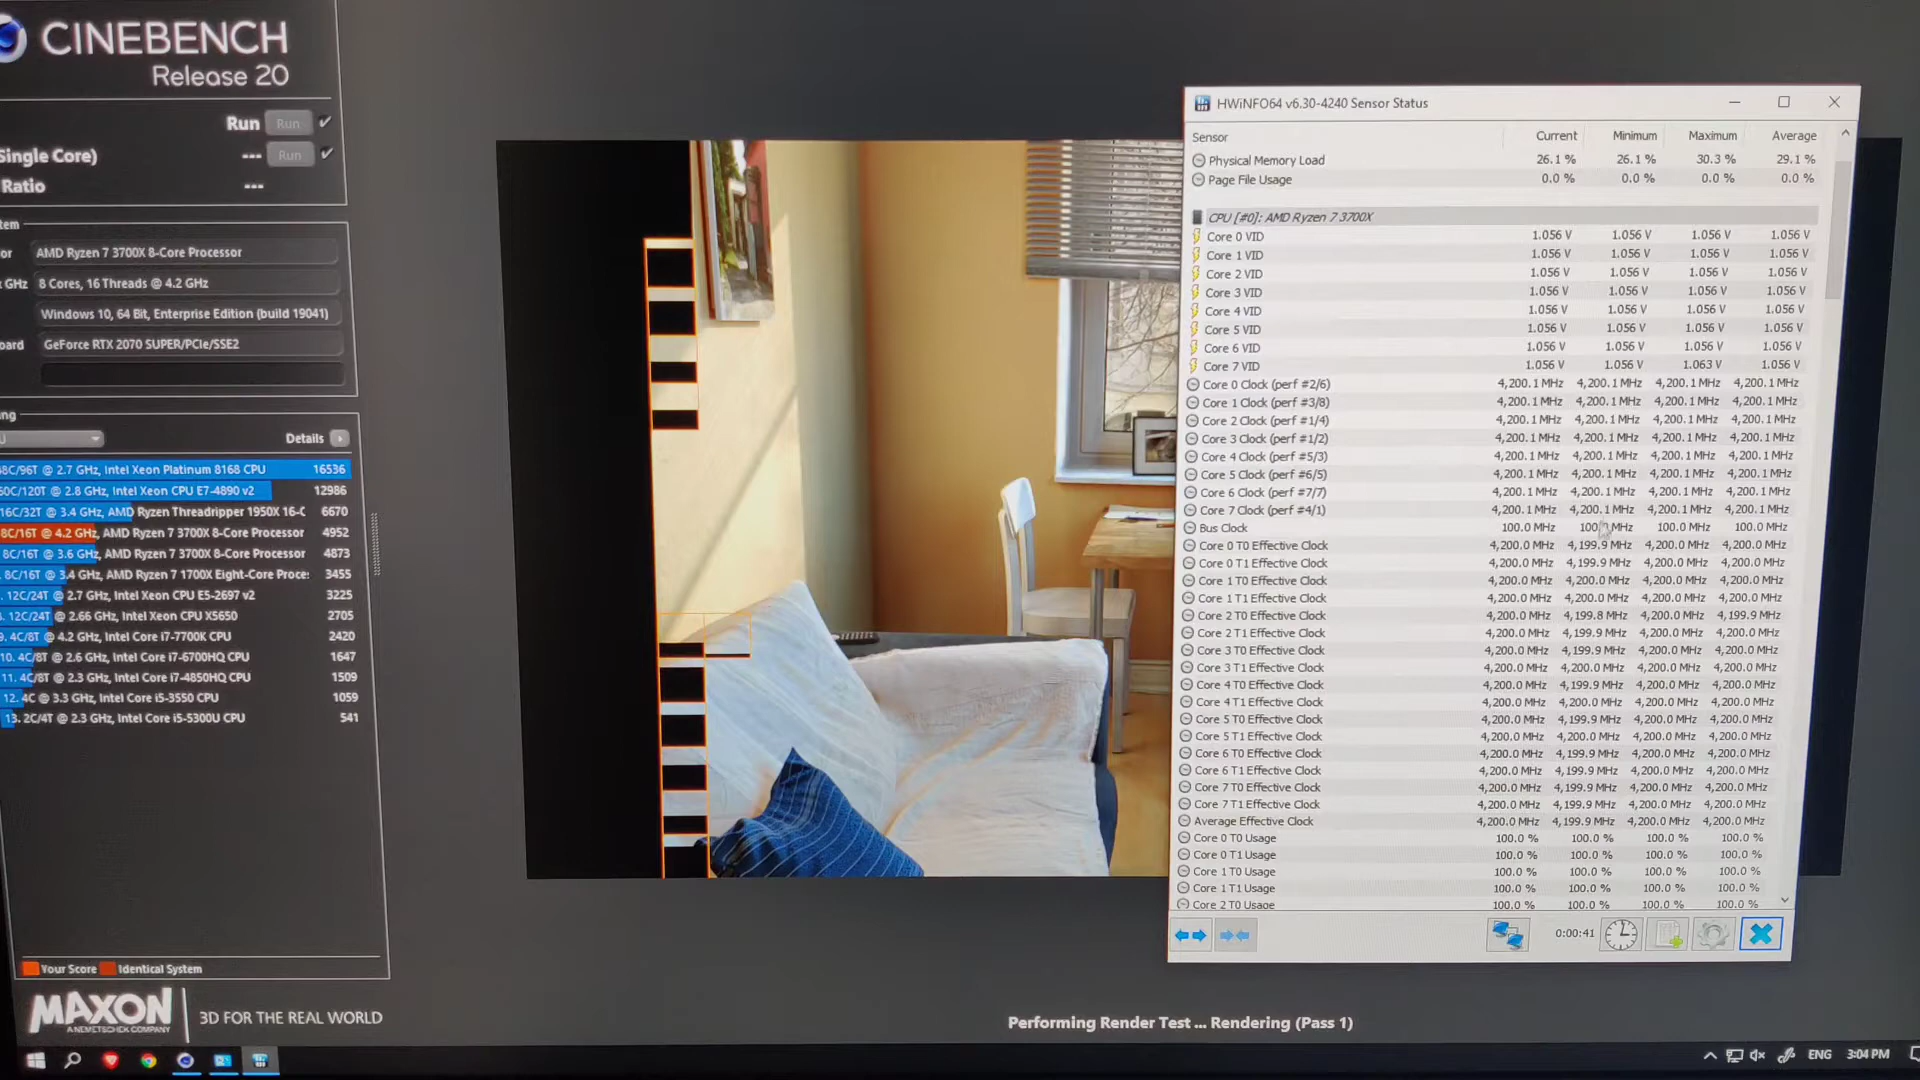 CINEBENCH
Release 20
Run Run
Single Core) --- Run
Ratio ---
tem
or AMD Ryzen 7 3700X 8-Core Processor
GHz 8 Cores, 16 Threads @ 4.2 GHz
Windows 10, 64 Bit, Enterprise Edition (build 19041)
oard GeForce RTX 2070 SUPER/PCIe/SSE2
ng
U Details
8C/96T @ 2.7 GHz, Intel Xeon Platinum 8168 CPU 16536
60C/120T @ 2.8 GHz, Intel Xeon CPU E7-4890 v2 12986
16C/32T @ 3.4 GHz, AMD Ryzen Threadripper 1950X 16-C 6670
8C/16T @ 4.2 GHz, AMD Ryzen 7 3700X 8-Core Processor 4952
8C/16T @ 3.6 GHz, AMD Ryzen 7 3700X 8-Core Processor 4873
8C/16T @ 3.4 GHz, AMD Ryzen 7 1700X Eight-Core Proce: 3455
. 12C/24T @ 2.7 GHz, Intel Xeon CPU E5-2697 v2 3225
. 12C/24T @ 2.66 GHz, Intel Xeon CPU X5650 2705
9. 4C/8T @ 4.2 GHz, Intel Core i7-7700K CPU 2420
10. 4C/8T @ 2.6 GHz, Intel Core i7-6700HQ CPU 1647
11. 4C/8T @ 2.3 GHz, Intel Core i7-4850HQ CPU 1509
12. 4C @ 3.3 GHz, Intel Core i5-3550 CPU 1059
13. 2C/4T @ 2.3 GHz, Intel Core i5-5300U CPU 541
Your Score Identical System
MAXON
A NEMETSCHEK COMPANY
3D FOR THE REAL WORLD
HWiNFO64 v6.30-4240 Sensor Status
Sensor Current Minimum Maximum Average
Physical Memory Load 26.1 % 26.1 % 30.3 % 29.1 %
Page File Usage 0.0 % 0.0 % 0.0 % 0.0 %
CPU [#0]: AMD Ryzen 7 3700X
Core 0 VID 1.056 V 1.056 V 1.056 V 1.056 V
Core 1 VID 1.056 V 1.056 V 1.056 V 1.056 V
Core 2 VID 1.056 V 1.056 V 1.056 V 1.056 V
Core 3 VID 1.056 V 1.056 V 1.056 V 1.056 V
Core 4 VID 1.056 V 1.056 V 1.056 V 1.056 V
Core 5 VID 1.056 V 1.056 V 1.056 V 1.056 V
Core 6 VID 1.056 V 1.056 V 1.056 V 1.056 V
Core 7 VID 1.056 V 1.056 V 1.063 V 1.056 V
Core 0 Clock (perf #2/6) 4,200.1 MHz 4,200.1 MHz 4,200.1 MHz 4,200.1 MHz
Core 1 Clock (perf #3/8) 4,200.1 MHz 4,200.1 MHz 4,200.1 MHz 4,200.1 MHz
Core 2 Clock (perf #1/4) 4,200.1 MHz 4,200.1 MHz 4,200.1 MHz 4,200.1 MHz
Core 3 Clock (perf #1/2) 4,200.1 MHz 4,200.1 MHz 4,200.1 MHz 4,200.1 MHz
Core 4 Clock (perf #5/3) 4,200.1 MHz 4,200.1 MHz 4,200.1 MHz 4,200.1 MHz
Core 5 Clock (perf #6/5) 4,200.1 MHz 4,200.1 MHz 4,200.1 MHz 4,200.1 MHz
Core 6 Clock (perf #7/7) 4,200.1 MHz 4,200.1 MHz 4,200.1 MHz 4,200.1 MHz
Core 7 Clock (perf #4/1) 4,200.1 MHz 4,200.1 MHz 4,200.1 MHz 4,200.1 MHz
Bus Clock 100.0 MHz 100. MHz 100.0 MHz 100.0 MHz
Core 0 T0 Effective Clock 4,200.0 MHz 4,199.9 MHz 4,200.0 MHz 4,200.0 MHz
Core 0 T1 Effective Clock 4,200.0 MHz 4,199.9 MHz 4,200.0 MHz 4,200.0 MHz
Core 1 T0 Effective Clock 4,200.0 MHz 4,200.0 MHz 4,200.0 MHz 4,200.0 MHz
Core 1 T1 Effective Clock 4,200.0 MHz 4,200.0 MHz 4,200.0 MHz 4,200.0 MHz
Core 2 T0 Effective Clock 4,200.0 MHz 4,199.8 MHz 4,200.0 MHz 4,199.9 MHz
Core 2 T1 Effective Clock 4,200.0 MHz 4,199.9 MHz 4,200.0 MHz 4,200.0 MHz
Core 3 T0 Effective Clock 4,200.0 MHz 4,199.9 MHz 4,200.0 MHz 4,200.0 MHz
Core 3 T1 Effective Clock 4,200.0 MHz 4,200.0 MHz 4,200.0 MHz 4,200.0 MHz
Core 4 T0 Effective Clock 4,200.0 MHz 4,199.9 MHz 4,200.0 MHz 4,200.0 MHz
Core 4 T1 Effective Clock 4,200.0 MHz 4,200.0 MHz 4,200.0 MHz 4,200.0 MHz
Core 5 T0 Effective Clock 4,200.0 MHz 4,199.9 MHz 4,200.0 MHz 4,200.0 MHz
Core 5 T1 Effective Clock 4,200.0 MHz 4,200.0 MHz 4,200.0 MHz 4,200.0 MHz
Core 6 T0 Effective Clock 4,200.0 MHz 4,199.9 MHz 4,200.0 MHz 4,200.0 MHz
Core 6 T1 Effective Clock 4,200.0 MHz 4,199.9 MHz 4,200.0 MHz 4,200.0 MHz
Core 7 T0 Effective Clock 4,200.0 MHz 4,199.9 MHz 4,200.0 MHz 4,200.0 MHz
Core 7 T1 Effective Clock 4,200.0 MHz 4,199.9 MHz 4,200.0 MHz 4,200.0 MHz
Average Effective Clock 4,200.0 MHz 4,199.9 MHz 4,200.0 MHz 4,200.0 MHz
Core 0 T0 Usage 100.0 % 100.0 % 100.0 % 100.0 %
Core 0 T1 Usage 100.0 % 100.0 % 100.0 % 100.0 %
Core 1 T0 Usage 100.0 % 100.0 % 100.0 % 100.0 %
Core 1 T1 Usage 100.0 % 100.0 % 100.0 % 100.0 %
Core 2 T0 Usage 100.0 % 100.0 % 100.0 % 100.0 %
0:00:41
Performing Render Test ... Rendering (Pass 1)
ENG 3:04 PM